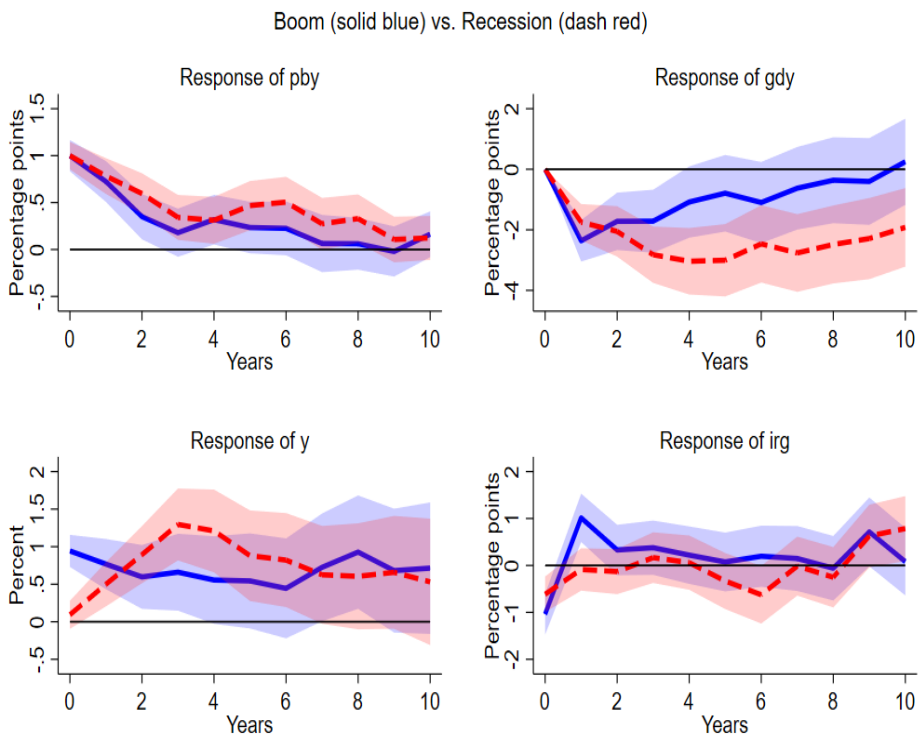 Boom (solid blue) vs. Recession (dash red)
Response of pby
Percentage points
1.5
1
.5
0
-.5
0 2 4 6 8 10
Years
Response of gdy
Percentage points
2
0
-2
-4
0 2 4 6 8 10
Years
Response of y
Percent
2
1.5
1
.5
0
-.5
0 2 4 6 8 10
Years
Response of irg
Percentage points
2
1
0
-1
-2
0 2 4 6 8 10
Years